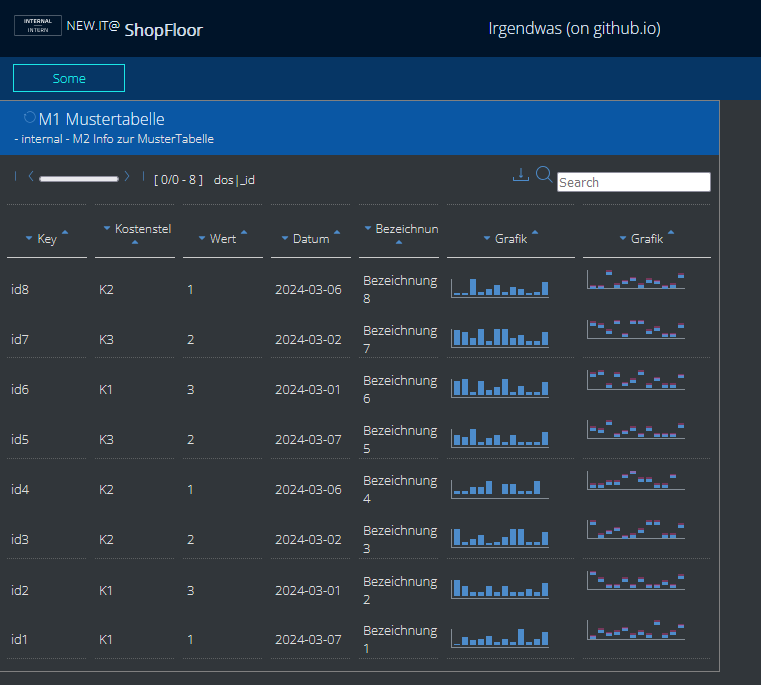 INTERNAL
INTERN
NEW.IT@ ShopFloor
Irgendwas (on github.io)
Some
M1 Mustertabelle
- internal - M2 Info zur MusterTabelle
[ 0/0 - 8 ] dos|_id
Search
Key Kostenstel Wert Datum Bezeichnun Grafik Grafik
id8 K2 1 2024-03-06 Bezeichnung
8
id7 K3 2 2024-03-02 Bezeichnung
7
id6 K1 3 2024-03-01 Bezeichnung
6
id5 K3 2 2024-03-07 Bezeichnung
5
id4 K2 1 2024-03-06 Bezeichnung
4
id3 K2 2 2024-03-02 Bezeichnung
3
id2 K1 3 2024-03-01 Bezeichnung
2
id1 K1 1 2024-03-07 Bezeichnung
1